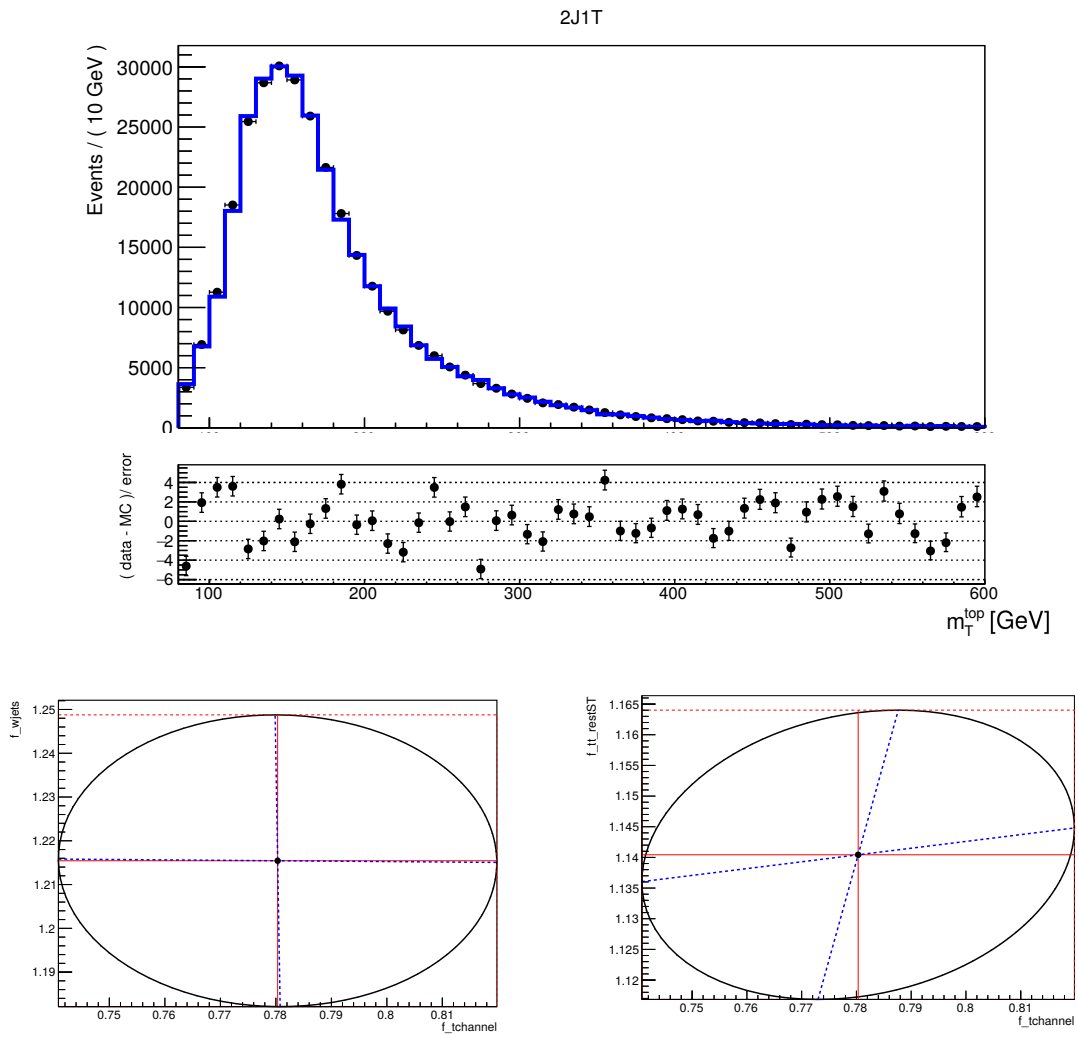 2J1T
Events / ( 10 GeV )
30000
25000
20000
15000
10000
5000
0
( data - MC )/ error
4
2
0
−2
−4
−6
100 200 300 400 500 600
m_T^top [GeV]
f_wjets
1.25
1.24
1.23
1.22
1.21
1.2
1.19
0.75 0.76 0.77 0.78 0.79 0.8 0.81
f_tchannel
f_tt_restST
1.165
1.16
1.155
1.15
1.145
1.14
1.135
1.13
1.125
1.12
0.75 0.76 0.77 0.78 0.79 0.8 0.81
f_tchannel